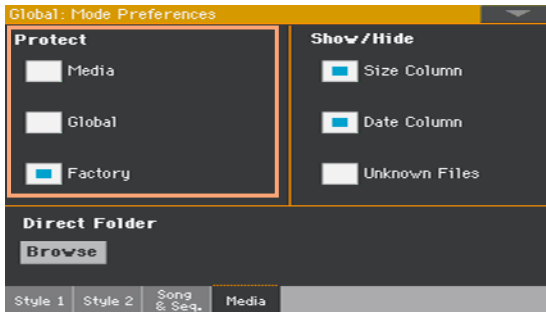 Global: Mode Preferences
Protect
Media
Global
Factory
Show/Hide
Size Column
Date Column
Unknown Files
Direct Folder
Browse
Style 1
Style 2
Song
& Seq.
Media